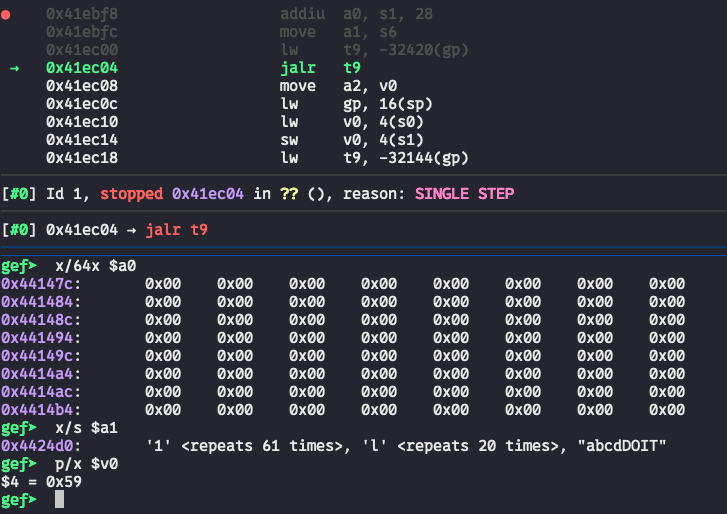 ● 0x41ebf8 addiu a0, s1, 28
0x41ebfc move a1, s6
0x41ec00 lw t9, -32420(gp)
→ 0x41ec04 jalr t9
0x41ec08 move a2, v0
0x41ec0c lw gp, 16(sp)
0x41ec10 lw v0, 4(s0)
0x41ec14 sw v0, 4(s1)
0x41ec18 lw t9, -32144(gp)
[#0] Id 1, stopped 0x41ec04 in ?? (), reason: SINGLE STEP
[#0] 0x41ec04 → jalr t9
gef➤ x/64x $a0
0x44147c: 0x00 0x00 0x00 0x00 0x00 0x00 0x00 0x00
0x441484: 0x00 0x00 0x00 0x00 0x00 0x00 0x00 0x00
0x44148c: 0x00 0x00 0x00 0x00 0x00 0x00 0x00 0x00
0x441494: 0x00 0x00 0x00 0x00 0x00 0x00 0x00 0x00
0x44149c: 0x00 0x00 0x00 0x00 0x00 0x00 0x00 0x00
0x4414a4: 0x00 0x00 0x00 0x00 0x00 0x00 0x00 0x00
0x4414ac: 0x00 0x00 0x00 0x00 0x00 0x00 0x00 0x00
0x4414b4: 0x00 0x00 0x00 0x00 0x00 0x00 0x00 0x00
gef➤ x/s $a1
0x4424d0: '1' <repeats 61 times>, 'l' <repeats 20 times>, "abcdDOIT"
gef➤ p/x $v0
$4 = 0x59
gef➤